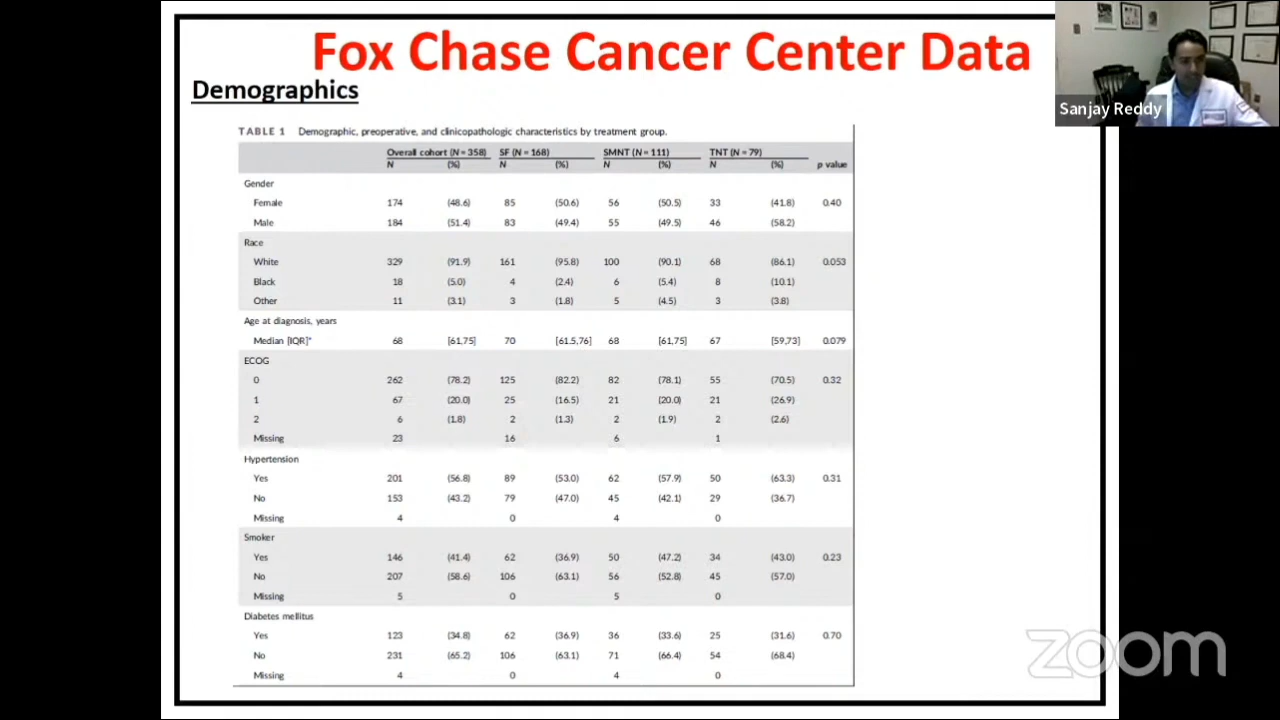 Fox Chase Cancer Center Data
Sanjay Reddy
Demographics
TABLE 1 Demographic, preoperative, and clinicopathologic characteristics by treatment group.
Overall cohort (N = 358) SF (N = 168) SMNT (N = 111) TNT (N = 79)
N (%) N (%) N (%) N (%) p value
Gender
Female 174 (48.6) 85 (50.6) 56 (50.5) 33 (41.8) 0.40
Male 184 (51.4) 83 (49.4) 55 (49.5) 46 (58.2)
Race
White 329 (91.9) 161 (95.8) 100 (90.1) 68 (86.1) 0.053
Black 18 (5.0) 4 (2.4) 6 (5.4) 8 (10.1)
Other 11 (3.1) 3 (1.8) 5 (4.5) 3 (3.8)
Age at diagnosis, years
Median [IQR]* 68 [61,75] 70 [61.5,76] 68 [61,75] 67 [59,73] 0.079
ECOG
0 262 (78.2) 125 (82.2) 82 (78.1) 55 (70.5) 0.32
1 67 (20.0) 25 (16.5) 21 (20.0) 21 (26.9)
2 6 (1.8) 2 (1.3) 2 (1.9) 2 (2.6)
Missing 23 16 6 1
Hypertension
Yes 201 (56.8) 89 (53.0) 62 (57.9) 50 (63.3) 0.31
No 153 (43.2) 79 (47.0) 45 (42.1) 29 (36.7)
Missing 4 0 4 0
Smoker
Yes 146 (41.4) 62 (36.9) 50 (47.2) 34 (43.0) 0.23
No 207 (58.6) 106 (63.1) 56 (52.8) 45 (57.0)
Missing 5 0 5 0
Diabetes mellitus
Yes 123 (34.8) 62 (36.9) 36 (33.6) 25 (31.6) 0.70
No 231 (65.2) 106 (63.1) 71 (66.4) 54 (68.4)
Missing 4 0 4 0
zoom